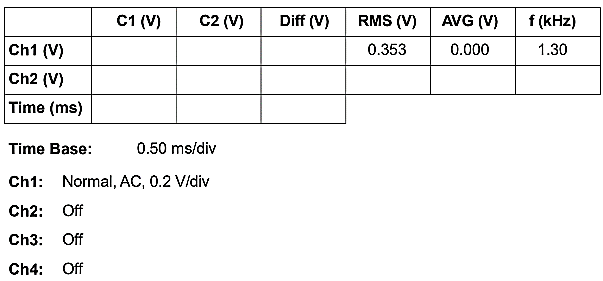 C1 (V) C2 (V) Diff (V) RMS (V) AVG (V) f (kHz)
Ch1 (V) 0.353 0.000 1.30
Ch2 (V)
Time (ms)
Time Base: 0.50 ms/div
Ch1: Normal, AC, 0.2 V/div
Ch2: Off
Ch3: Off
Ch4: Off